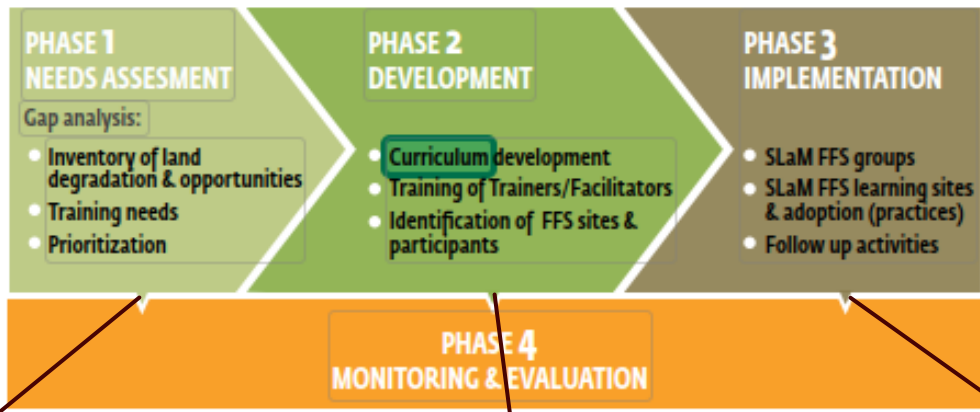 PHASE 1
NEEDS ASSESMENT
Gap analysis:
Inventory of land
degradation & opportunities
Training needs
Prioritization
PHASE 2
DEVELOPMENT
Curriculum development
Training of Trainers/Facilitators
Identification of FFS sites &
participants
PHASE 3
IMPLEMENTATION
SLaM FFS groups
SLaM FFS learning sites
& adoption (practices)
Follow up activities
PHASE 4
MONITORING & EVALUATION